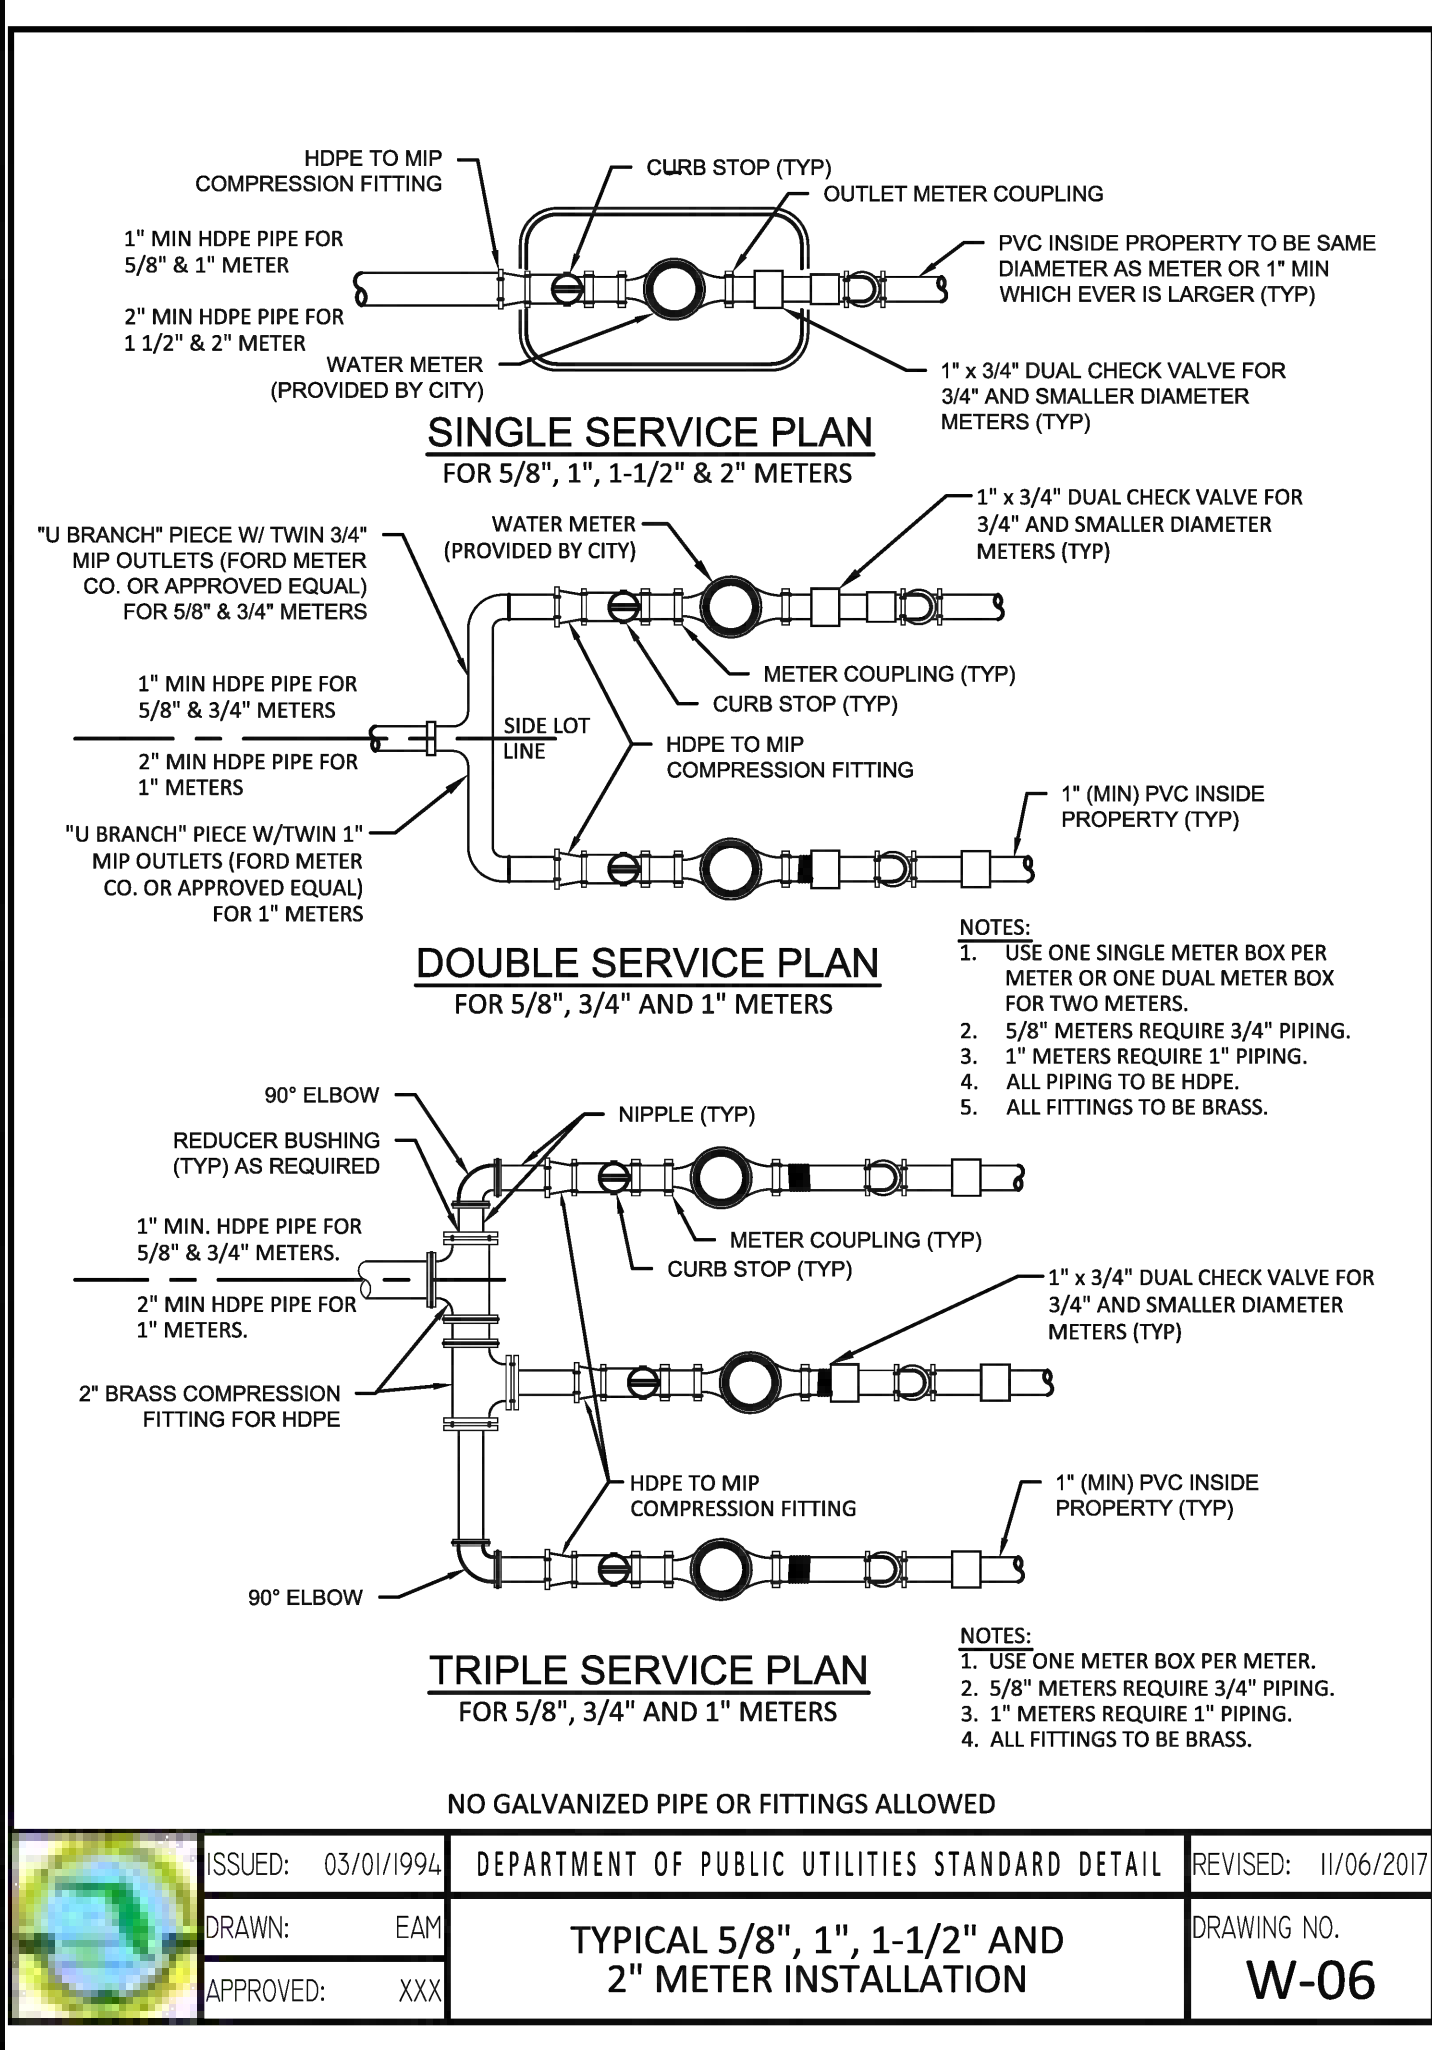 HDPE TO MIP
COMPRESSION FITTING
CURB STOP (TYP)
OUTLET METER COUPLING
1" MIN HDPE PIPE FOR
5/8" & 1" METER
PVC INSIDE PROPERTY TO BE SAME
DIAMETER AS METER OR 1" MIN
WHICH EVER IS LARGER (TYP)
2" MIN HDPE PIPE FOR
1 1/2" & 2" METER
WATER METER
(PROVIDED BY CITY)
1" x 3/4" DUAL CHECK VALVE FOR
3/4" AND SMALLER DIAMETER
METERS (TYP)
SINGLE SERVICE PLAN
FOR 5/8", 1", 1-1/2" & 2" METERS
"U BRANCH" PIECE W/ TWIN 3/4"
MIP OUTLETS (FORD METER
CO. OR APPROVED EQUAL)
FOR 5/8" & 3/4" METERS
WATER METER
(PROVIDED BY CITY)
1" x 3/4" DUAL CHECK VALVE FOR
3/4" AND SMALLER DIAMETER
METERS (TYP)
METER COUPLING (TYP)
CURB STOP (TYP)
1" MIN HDPE PIPE FOR
5/8" & 3/4" METERS
SIDE LOT
LINE
HDPE TO MIP
COMPRESSION FITTING
2" MIN HDPE PIPE FOR
1" METERS
1" (MIN) PVC INSIDE
PROPERTY (TYP)
"U BRANCH" PIECE W/TWIN 1"
MIP OUTLETS (FORD METER
CO. OR APPROVED EQUAL)
FOR 1" METERS
DOUBLE SERVICE PLAN
FOR 5/8", 3/4" AND 1" METERS
NOTES:
1. USE ONE SINGLE METER BOX PER
METER OR ONE DUAL METER BOX
FOR TWO METERS.
2. 5/8" METERS REQUIRE 3/4" PIPING.
3. 1" METERS REQUIRE 1" PIPING.
4. ALL PIPING TO BE HDPE.
5. ALL FITTINGS TO BE BRASS.
90° ELBOW
NIPPLE (TYP)
REDUCER BUSHING
(TYP) AS REQUIRED
1" MIN. HDPE PIPE FOR
5/8" & 3/4" METERS.
METER COUPLING (TYP)
CURB STOP (TYP)
2" MIN HDPE PIPE FOR
1" METERS.
1" x 3/4" DUAL CHECK VALVE FOR
3/4" AND SMALLER DIAMETER
METERS (TYP)
2" BRASS COMPRESSION
FITTING FOR HDPE
HDPE TO MIP
COMPRESSION FITTING
1" (MIN) PVC INSIDE
PROPERTY (TYP)
90° ELBOW
TRIPLE SERVICE PLAN
FOR 5/8", 3/4" AND 1" METERS
NOTES:
1. USE ONE METER BOX PER METER.
2. 5/8" METERS REQUIRE 3/4" PIPING.
3. 1" METERS REQUIRE 1" PIPING.
4. ALL FITTINGS TO BE BRASS.
NO GALVANIZED PIPE OR FITTINGS ALLOWED
ISSUED: 03/01/1994
DEPARTMENT OF PUBLIC UTILITIES STANDARD DETAIL
REVISED: 11/06/2017
DRAWN: EAM
TYPICAL 5/8", 1", 1-1/2" AND
2" METER INSTALLATION
DRAWING NO.
W-06
APPROVED: XXX